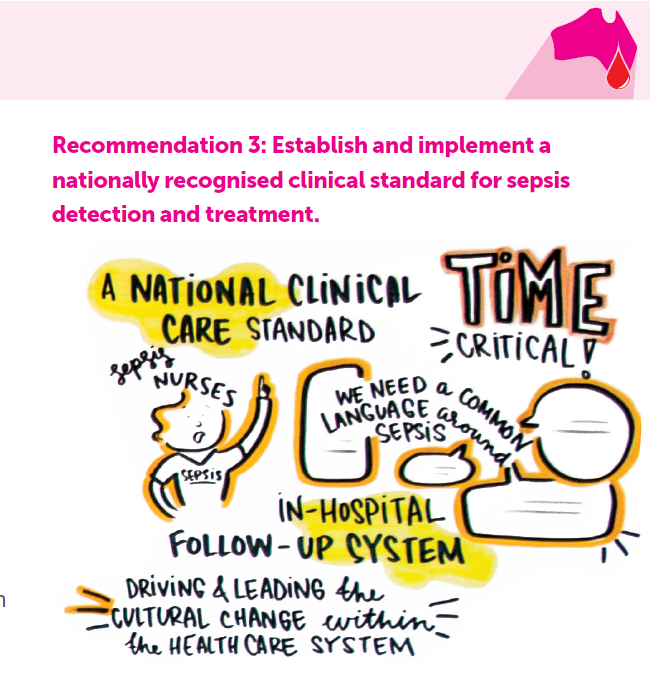 Recommendation 3: Establish and implement a
nationally recognised clinical standard for sepsis
detection and treatment.
A NATIONAL CLINICAL
CARE STANDARD
TIME
CRITICAL!
sepsis
NURSES
SEPSIS
WE NEED a COMMON
LANGUAGE around
SEPSIS
IN-HOSPITAL
FOLLOW-UP SYSTEM
DRIVING & LEADING the
CULTURAL CHANGE within
the HEALTH CARE SYSTEM